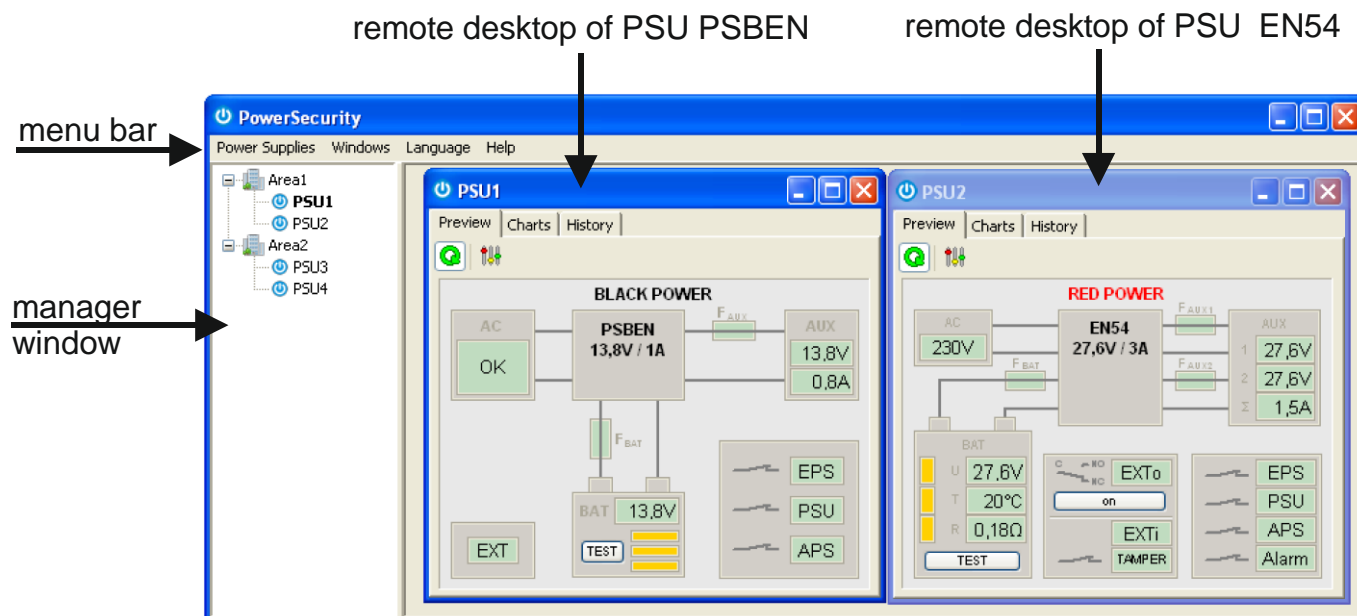 remote desktop of PSU PSBEN
remote desktop of PSU EN54
menu bar
PowerSecurity
Power Supplies Windows Language Help
manager
window
Area1
PSU1
PSU2
Area2
PSU3
PSU4
PSU1
Preview Charts History
BLACK POWER
AC
OK
PSBEN
13,8V / 1A
F AUX
AUX
13,8V
0,8A
F BAT
BAT 13,8V
TEST
EXT
EPS
PSU
APS
PSU2
Preview Charts History
RED POWER
AC
230V
EN54
27,6V / 3A
F AUX1
F AUX2
F BAT
AUX
1 27,6V
2 27,6V
Σ 1,5A
BAT
U 27,6V
T 20°C
R 0,18Ω
TEST
C NO
NC
EXTo
on
EXTi
TAMPER
EPS
PSU
APS
Alarm